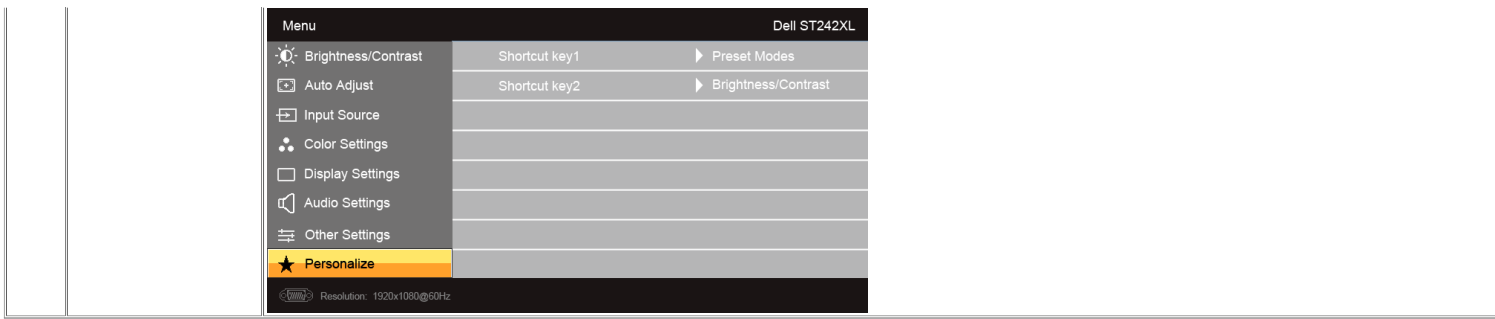 Menu Dell ST242XL
Brightness/Contrast Shortcut key1 Preset Modes
Auto Adjust Shortcut key2 Brightness/Contrast
Input Source
Color Settings
Display Settings
Audio Settings
Other Settings
Personalize
Resolution: 1920x1080@60Hz